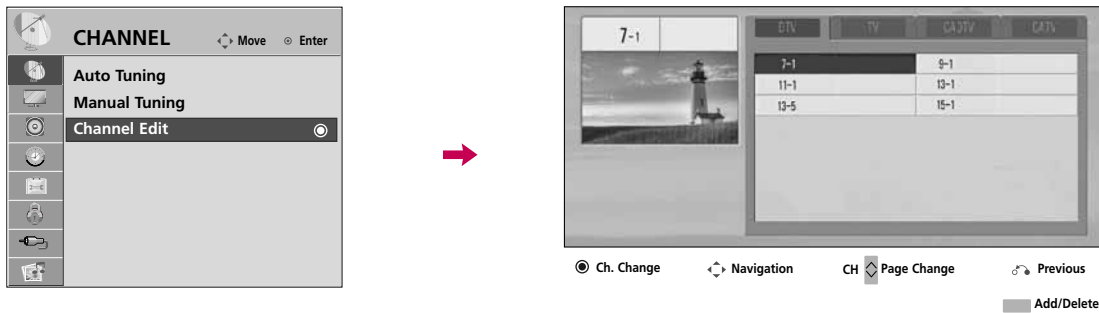 CHANNEL Move Enter
Auto Tuning
Manual Tuning
Channel Edit
7-1
DTV TV CADTV CATV
7-1 9-1
11-1 13-1
13-5 15-1
Ch. Change Navigation CH Page Change Previous
Add/Delete